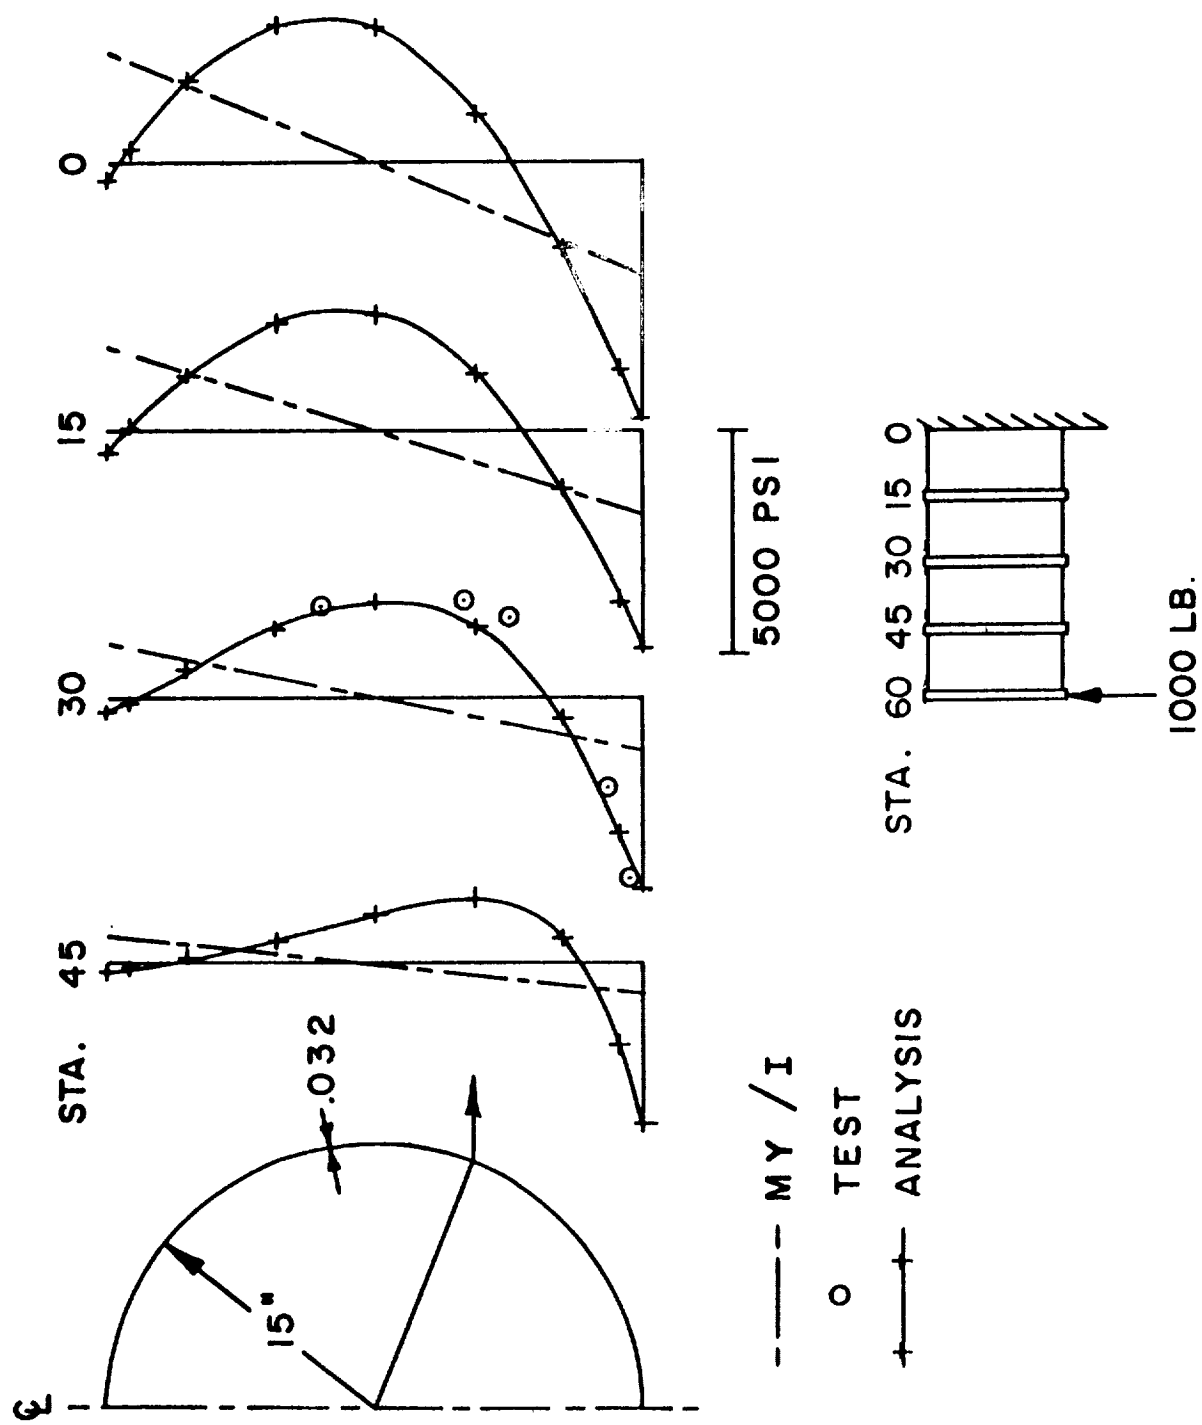 ℄
15"
.032
STA. 45 30 15 0
5000 PSI
MY / I
TEST
ANALYSIS
STA. 60 45 30 15 0
1000 LB.